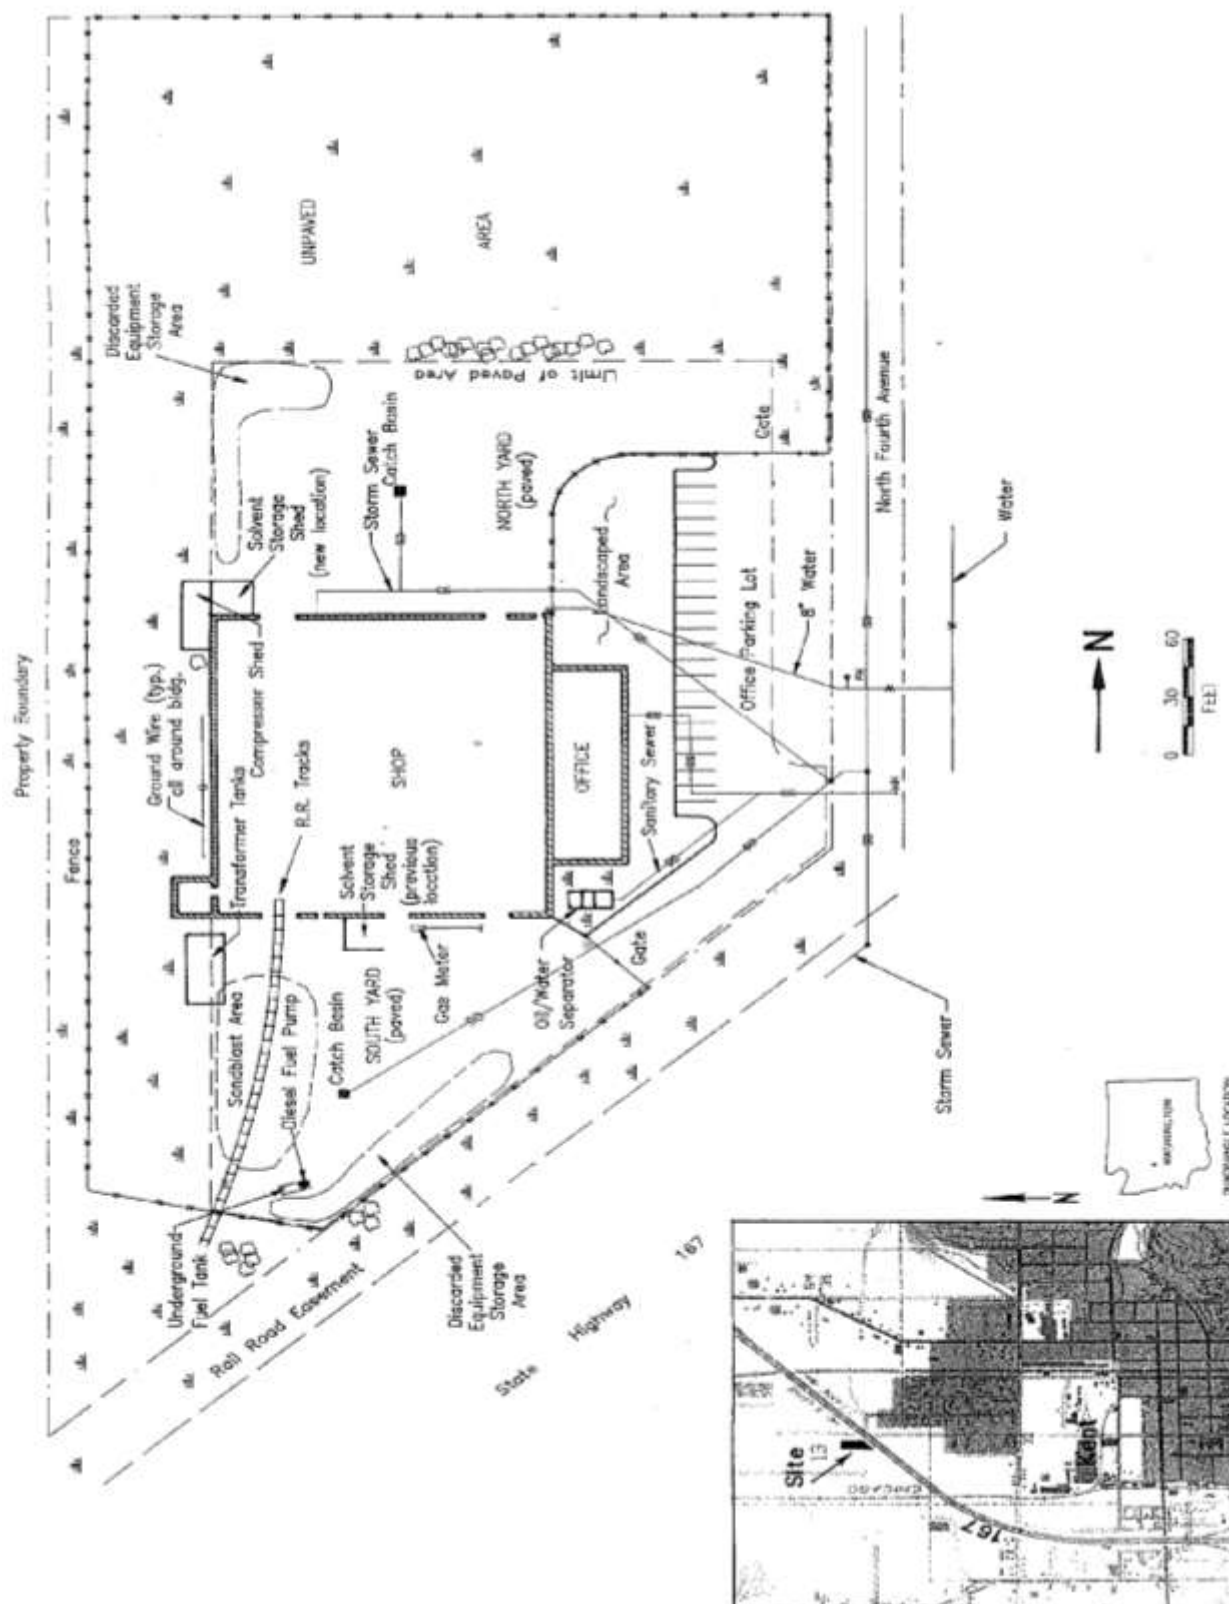 Property Boundary
Fence
Discarded
Equipment
Storage
Area
UNPAVED
AREA
Limit of Paved Area
Solvent
Storage
Shed
(new location)
Storm Sewer
Catch Basin
NORTH YARD
(paved)
Gate
North Fourth Avenue
Landscaped
Area
Office Parking Lot
8" Water
Water
Ground Wire (typ.)
all around bldg.
Compressor Shed
Transformer Tanks
R.R. Tracks
SHOP
OFFICE
Sanitary Sewer
Solvent
Storage
Shed
(previous
location)
Gas Meter
Oil/Water
Separator
Gate
Sandblast Area
Diesel Fuel Pump
Catch Basin
SOUTH YARD
(paved)
Storm Sewer
Underground
Fuel Tank
Rail Road Easement
Discarded
Equipment
Storage
Area
State Highway 167
N
0 30 60
FEET
WASHINGTON
QUADRANGLE LOCATION
N
Site
13
Kent
CHICAGO
167